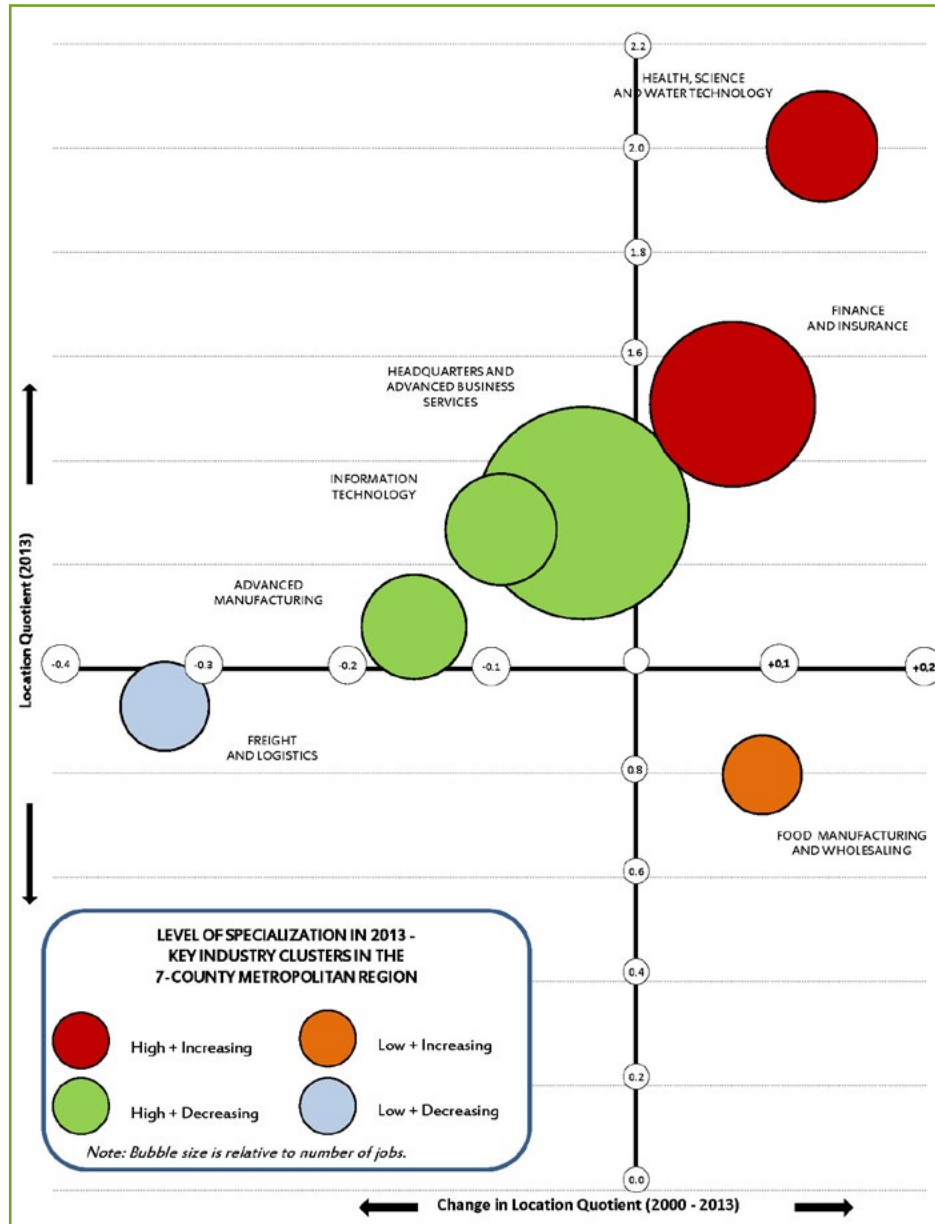 2.2
HEALTH, SCIENCE
AND WATER TECHNOLOGY
2.0
1.8
FINANCE
AND INSURANCE
1.6
HEADQUARTERS AND
ADVANCED BUSINESS
SERVICES
INFORMATION
TECHNOLOGY
ADVANCED
MANUFACTURING
Location Quotient (2013)
-0.4
-0.3
-0.2
-0.1
+0.1
+0.2
FREIGHT
AND LOGISTICS
0.8
FOOD MANUFACTURING
AND WHOLESALING
0.6
LEVEL OF SPECIALIZATION IN 2013 -
KEY INDUSTRY CLUSTERS IN THE
7-COUNTY METROPOLITAN REGION
High + Increasing
Low + Increasing
High + Decreasing
Low + Decreasing
Note: Bubble size is relative to number of jobs.
0.4
0.2
0.0
Change in Location Quotient (2000 - 2013)